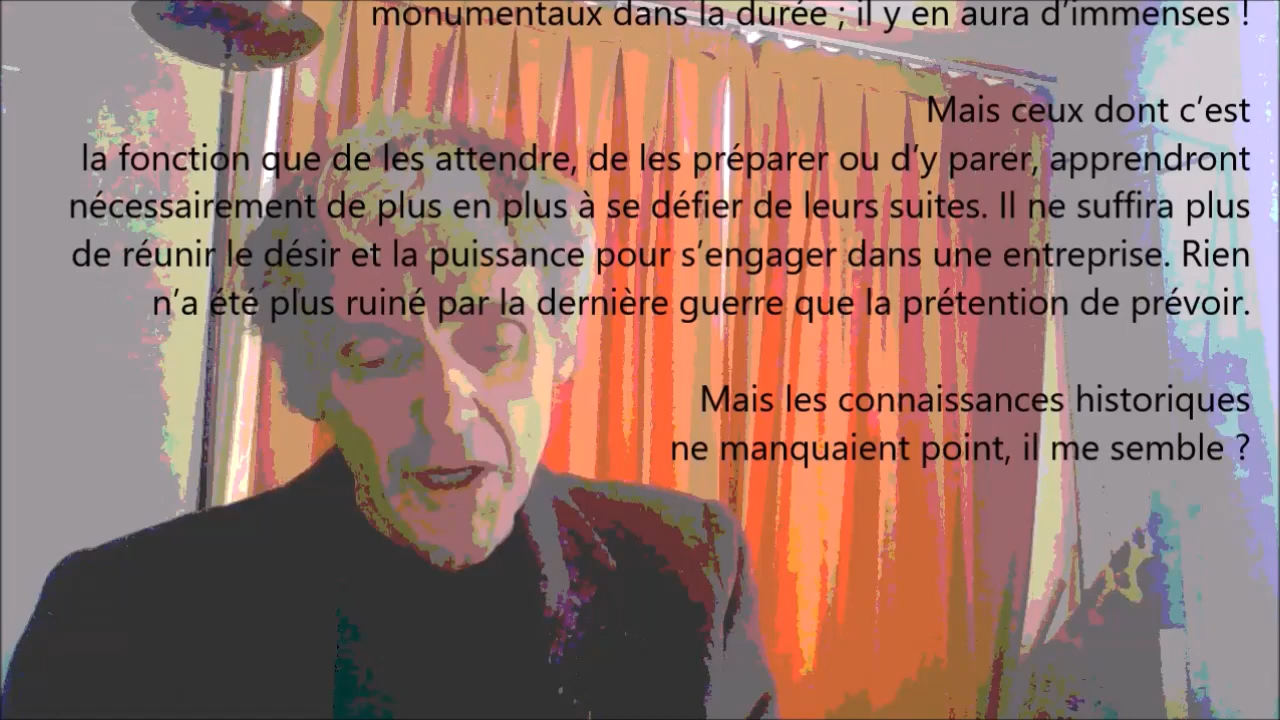 monumentaux dans la durée ; il y en aura d’immenses !
Mais ceux dont c’est
la fonction que de les attendre, de les préparer ou d’y parer, apprendront
nécessairement de plus en plus à se défier de leurs suites. Il ne suffira plus
de réunir le désir et la puissance pour s’engager dans une entreprise. Rien
n’a été plus ruiné par la dernière guerre que la prétention de prévoir.
Mais les connaissances historiques
ne manquaient point, il me semble ?